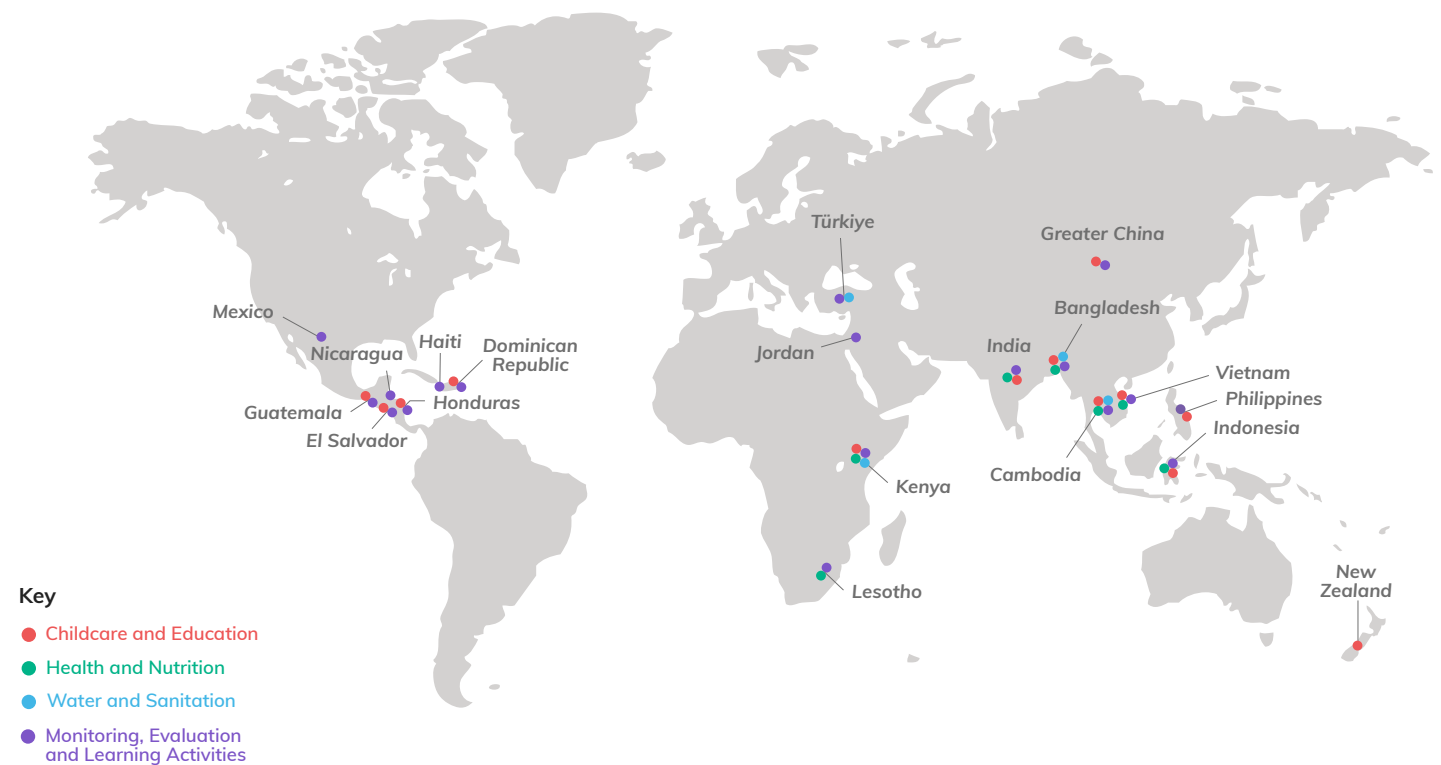 Türkiye
Greater China
Mexico
Bangladesh
Nicaragua
Haiti
Dominican
Republic
Jordan
India
Vietnam
Guatemala
Honduras
Philippines
El Salvador
Indonesia
Cambodia
Kenya
Lesotho
New
Zealand
Key
Childcare and Education
Health and Nutrition
Water and Sanitation
Monitoring, Evaluation
and Learning Activities